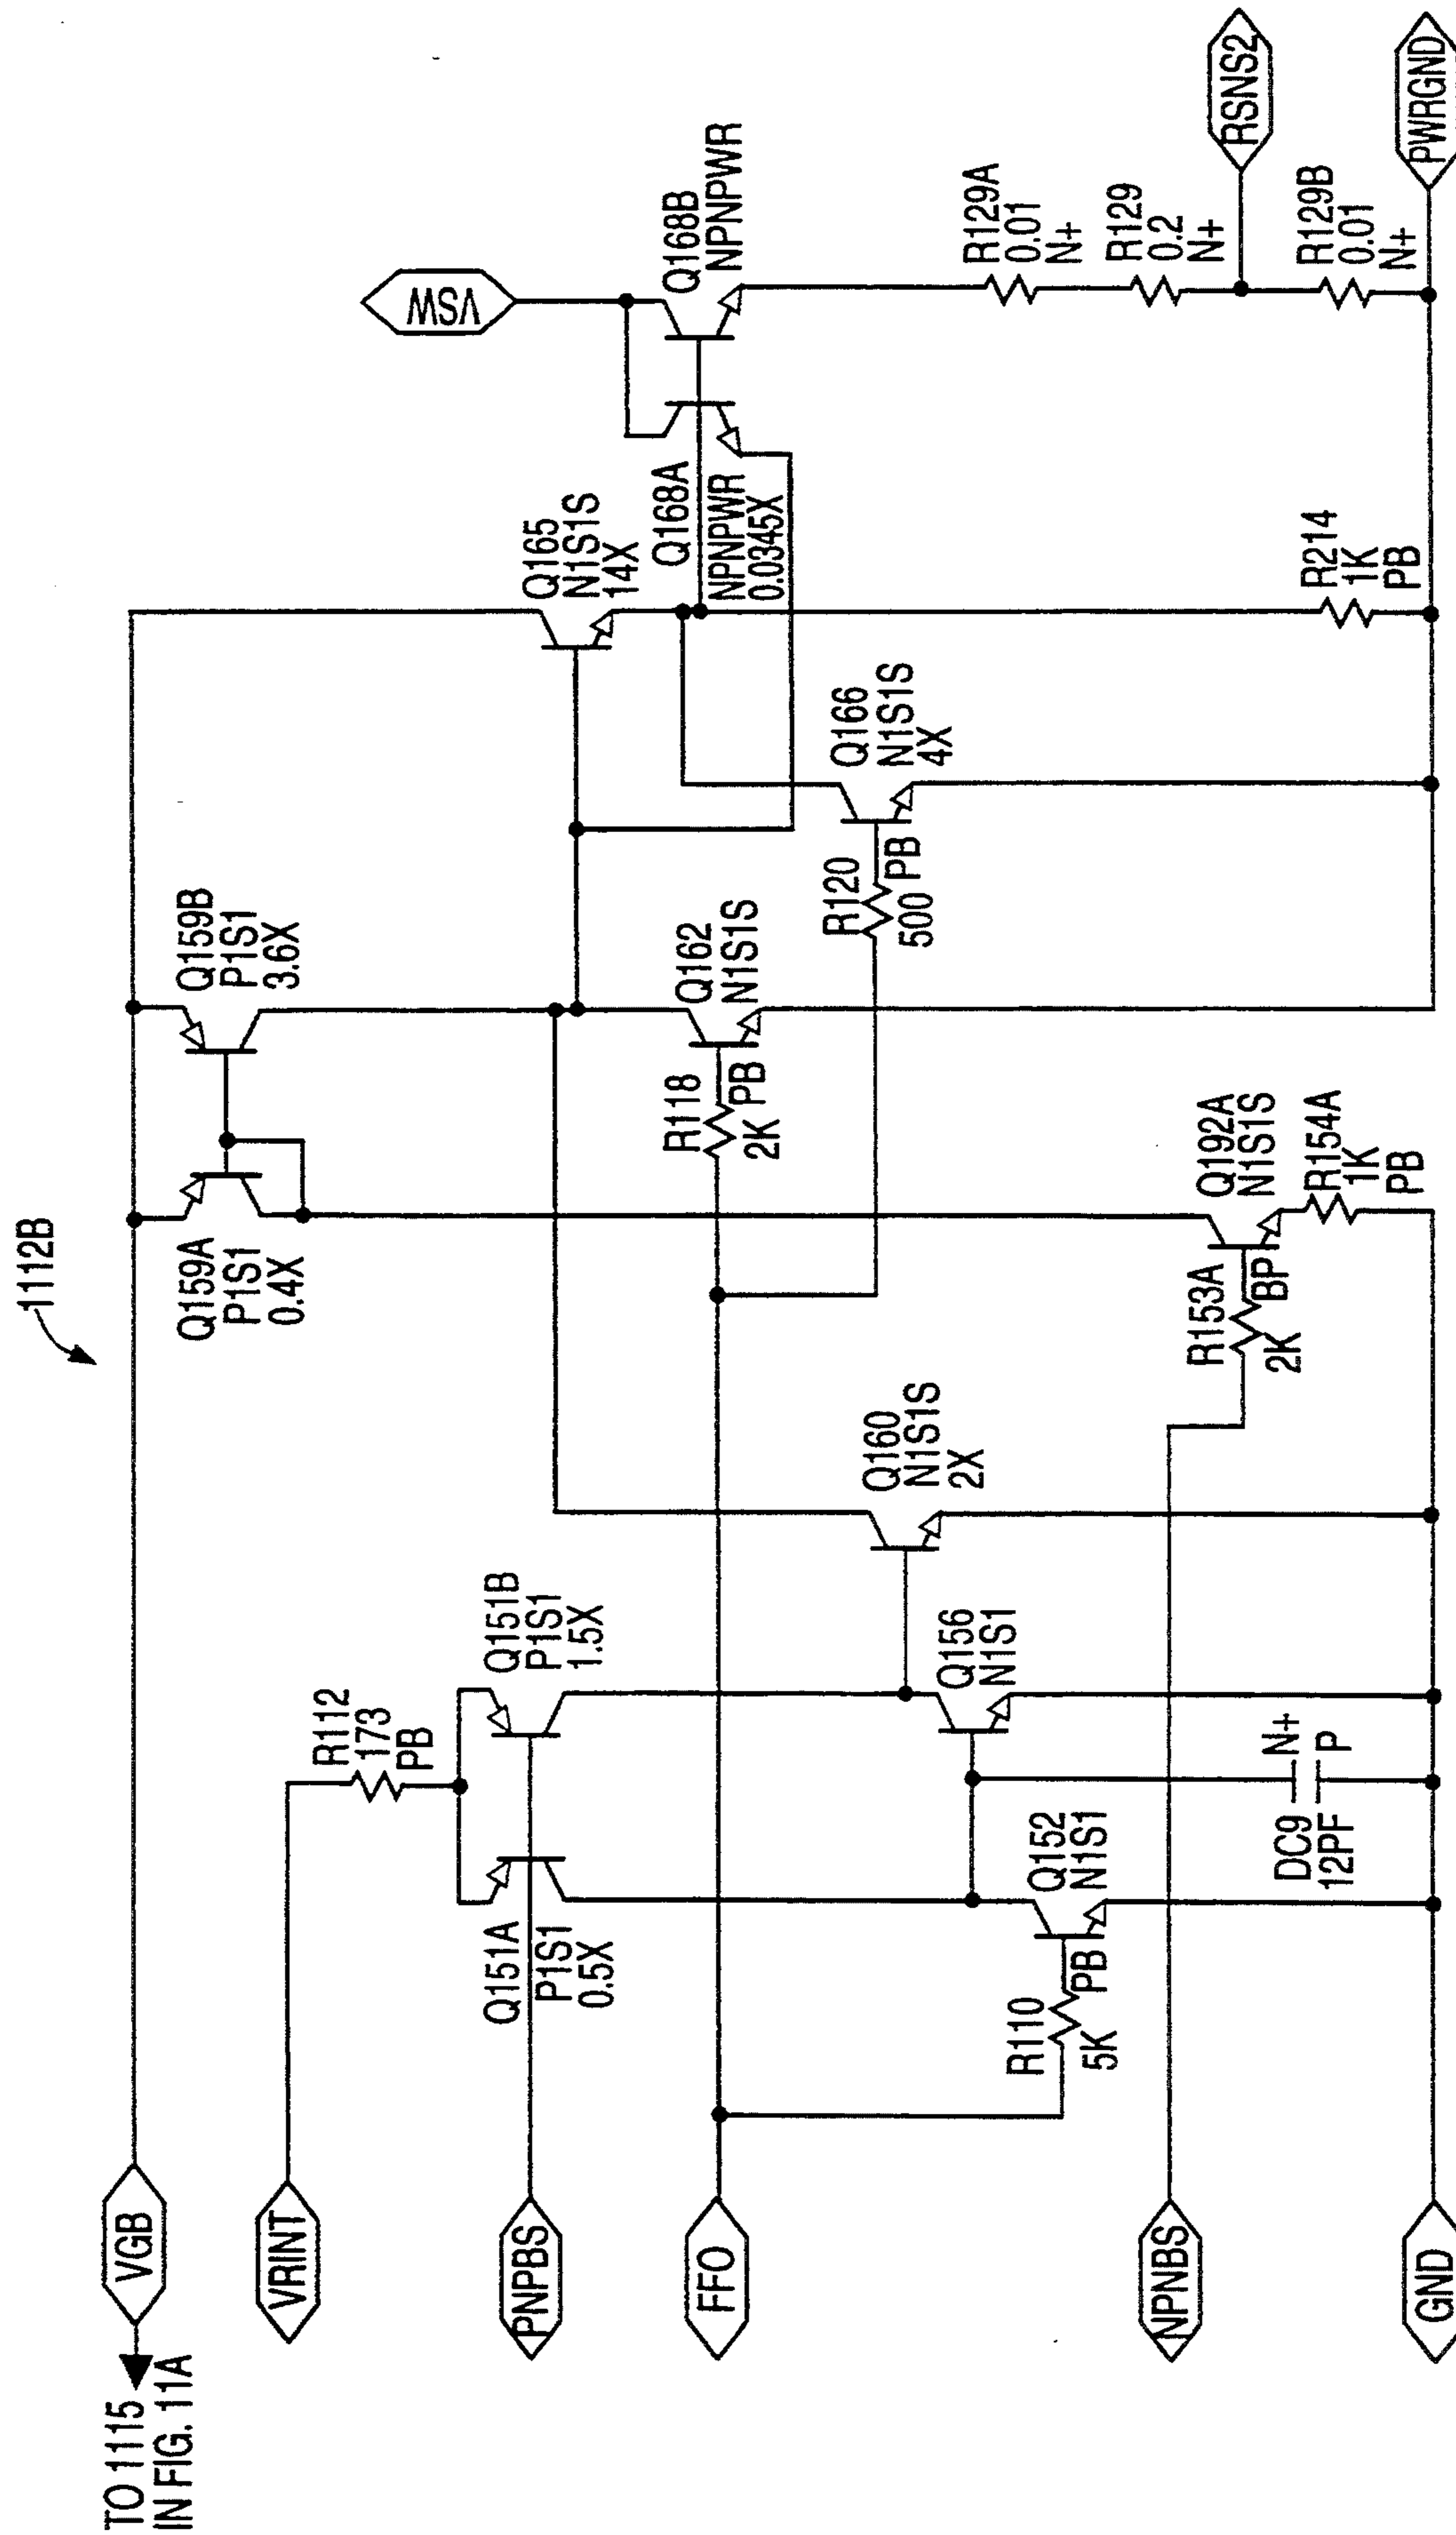 1112B
TO 1115
IN FIG. 11A
VGB
VRINT
PNPBS
FFO
NPNBS
GND
Q151A
P1S1
0.5X
R110
5K
PB
Q152
N1S1
DC9
12PF
N+
P
R112
173
PB
Q151B
P1S1
1.5X
Q156
N1S1
Q160
N1S1S
2X
Q159A
P1S1
0.4X
R153A
2K
BP
Q192A
N1S1S
R154A
1K
PB
R118
2K
PB
Q162
N1S1S
Q159B
P1S1
3.6X
R120
500
PB
Q166
N1S1S
4X
Q165
N1S1S
14X
Q168A
NPNPWR
0.0345X
R214
1K
PB
VSW
Q168B
NPNPWR
R129A
0.01
N+
R129
0.2
N+
R129B
0.01
N+
RSNS2
PWRGND